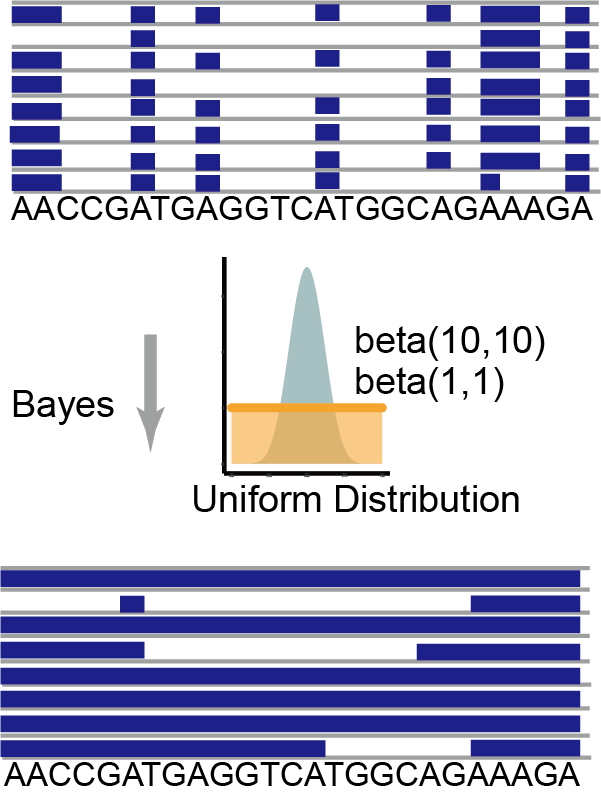 AACCGATGAGGTCATGGCAGAAAGA
beta(10,10)
beta(1,1)
Bayes
Uniform Distribution
AACCGATGAGGTCATGGCAGAAAGA